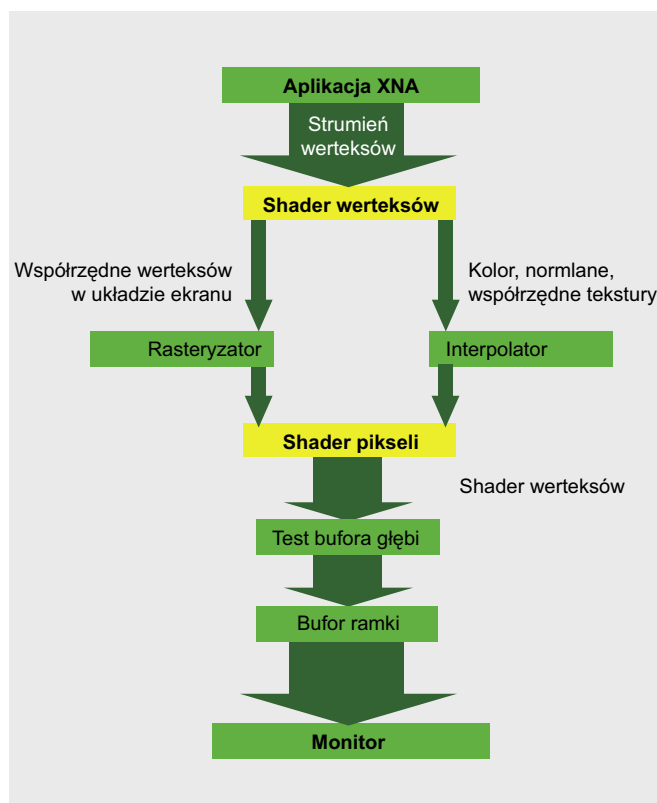 Aplikacja XNA
Strumień
werteksów
Shader werteksów
Współrzędne werteksów
w układzie ekranu
Kolor, normlane,
współrzędne tekstury
Rasteryzator
Interpolator
Shader pikseli
Shader werteksów
Test bufora głębi
Bufor ramki
Monitor